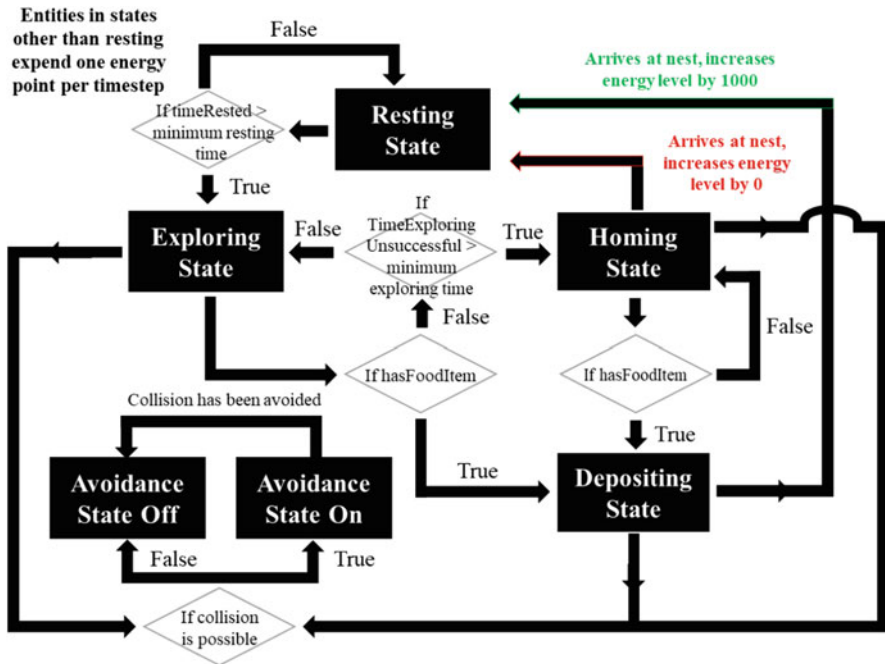 Entities in states
other than resting
expend one energy
point per timestep
False
Arrives at nest, increases
energy level by 1000
If timeRested >
minimum resting
time
Resting
State
Arrives at nest,
increases energy
level by 0
True
If
TimeExploring
Unsuccessful >
minimum
exploring time
False
True
Exploring
State
Homing
State
False
False
If hasFoodItem
If hasFoodItem
Collision has been avoided
True
True
Avoidance
State Off
Avoidance
State On
Depositing
State
False
True
If collision
is possible